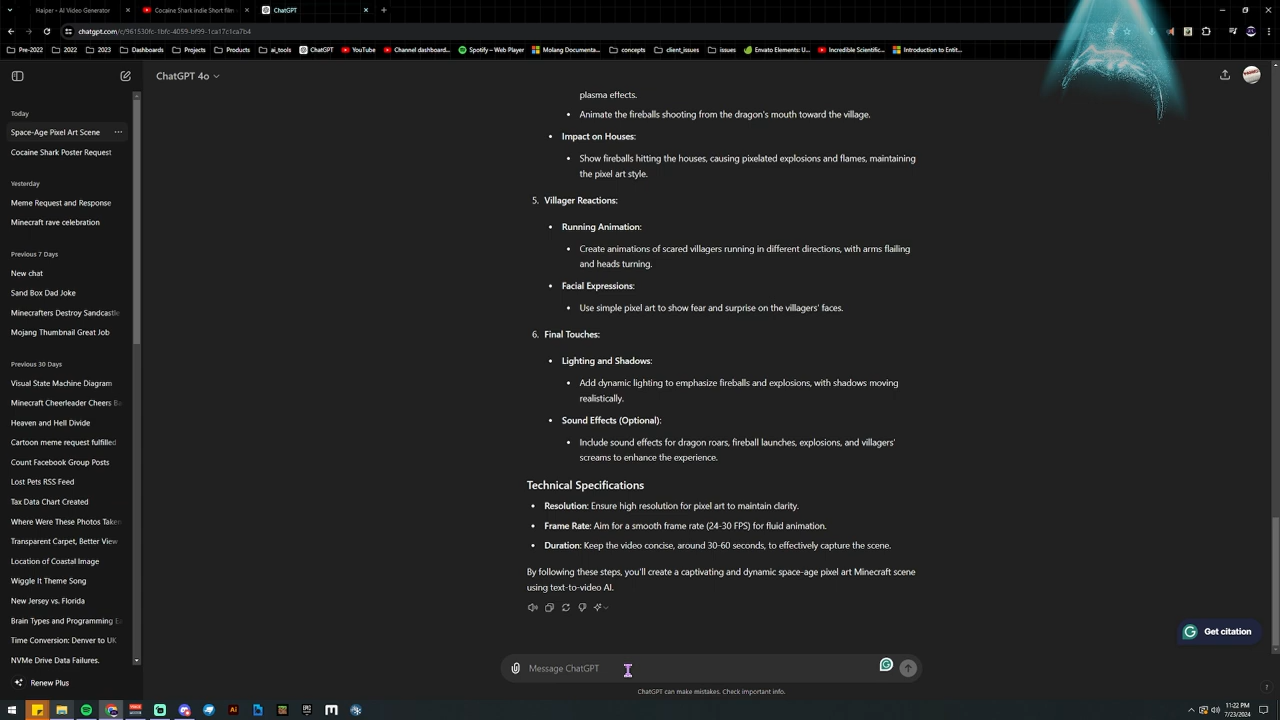 Haiper - AI Video Generator
Cocaine Shark indie Short film
ChatGPT
chatgpt.com/c/961530fc-1bfc-4059-bf99-1ca17c1ca7b4
Pre-2022
2022
2023
Dashboards
Projects
Products
ai_tools
ChatGPT
YouTube
Channel dashboard...
Spotify – Web Player
Molang Documenta...
concepts
client_issues
issues
Envato Elements: U...
Incredible Scientific...
Introduction to Entit...
ChatGPT 4o
Today
Space-Age Pixel Art Scene
Cocaine Shark Poster Request
Yesterday
Meme Request and Response
Minecraft rave celebration
Previous 7 Days
New chat
Sand Box Dad Joke
Minecrafters Destroy Sandcastle
Mojang Thumbnail Great Job
Previous 30 Days
Visual State Machine Diagram
Minecraft Cheerleader Cheers Ba
Heaven and Hell Divide
Cartoon meme request fulfilled
Count Facebook Group Posts
Lost Pets RSS Feed
Tax Data Chart Created
Where Were These Photos Taken
Transparent Carpet, Better View
Location of Coastal Image
Wiggle It Theme Song
New Jersey vs. Florida
Brain Types and Programming E
Time Conversion: Denver to UK
NVMe Drive Data Failures.
Renew Plus
plasma effects.
• Animate the fireballs shooting from the dragon's mouth toward the village.
• Impact on Houses:
• Show fireballs hitting the houses, causing pixelated explosions and flames, maintaining
the pixel art style.
5. Villager Reactions:
• Running Animation:
• Create animations of scared villagers running in different directions, with arms flailing
and heads turning.
• Facial Expressions:
• Use simple pixel art to show fear and surprise on the villagers' faces.
6. Final Touches:
• Lighting and Shadows:
• Add dynamic lighting to emphasize fireballs and explosions, with shadows moving
realistically.
• Sound Effects (Optional):
• Include sound effects for dragon roars, fireball launches, explosions, and villagers'
screams to enhance the experience.
Technical Specifications
• Resolution: Ensure high resolution for pixel art to maintain clarity.
• Frame Rate: Aim for a smooth frame rate (24-30 FPS) for fluid animation.
• Duration: Keep the video concise, around 30-60 seconds, to effectively capture the scene.
By following these steps, you'll create a captivating and dynamic space-age pixel art Minecraft scene
using text-to-video AI.
Get citation
Message ChatGPT
ChatGPT can make mistakes. Check important info.
?
11:22 PM
7/23/2024